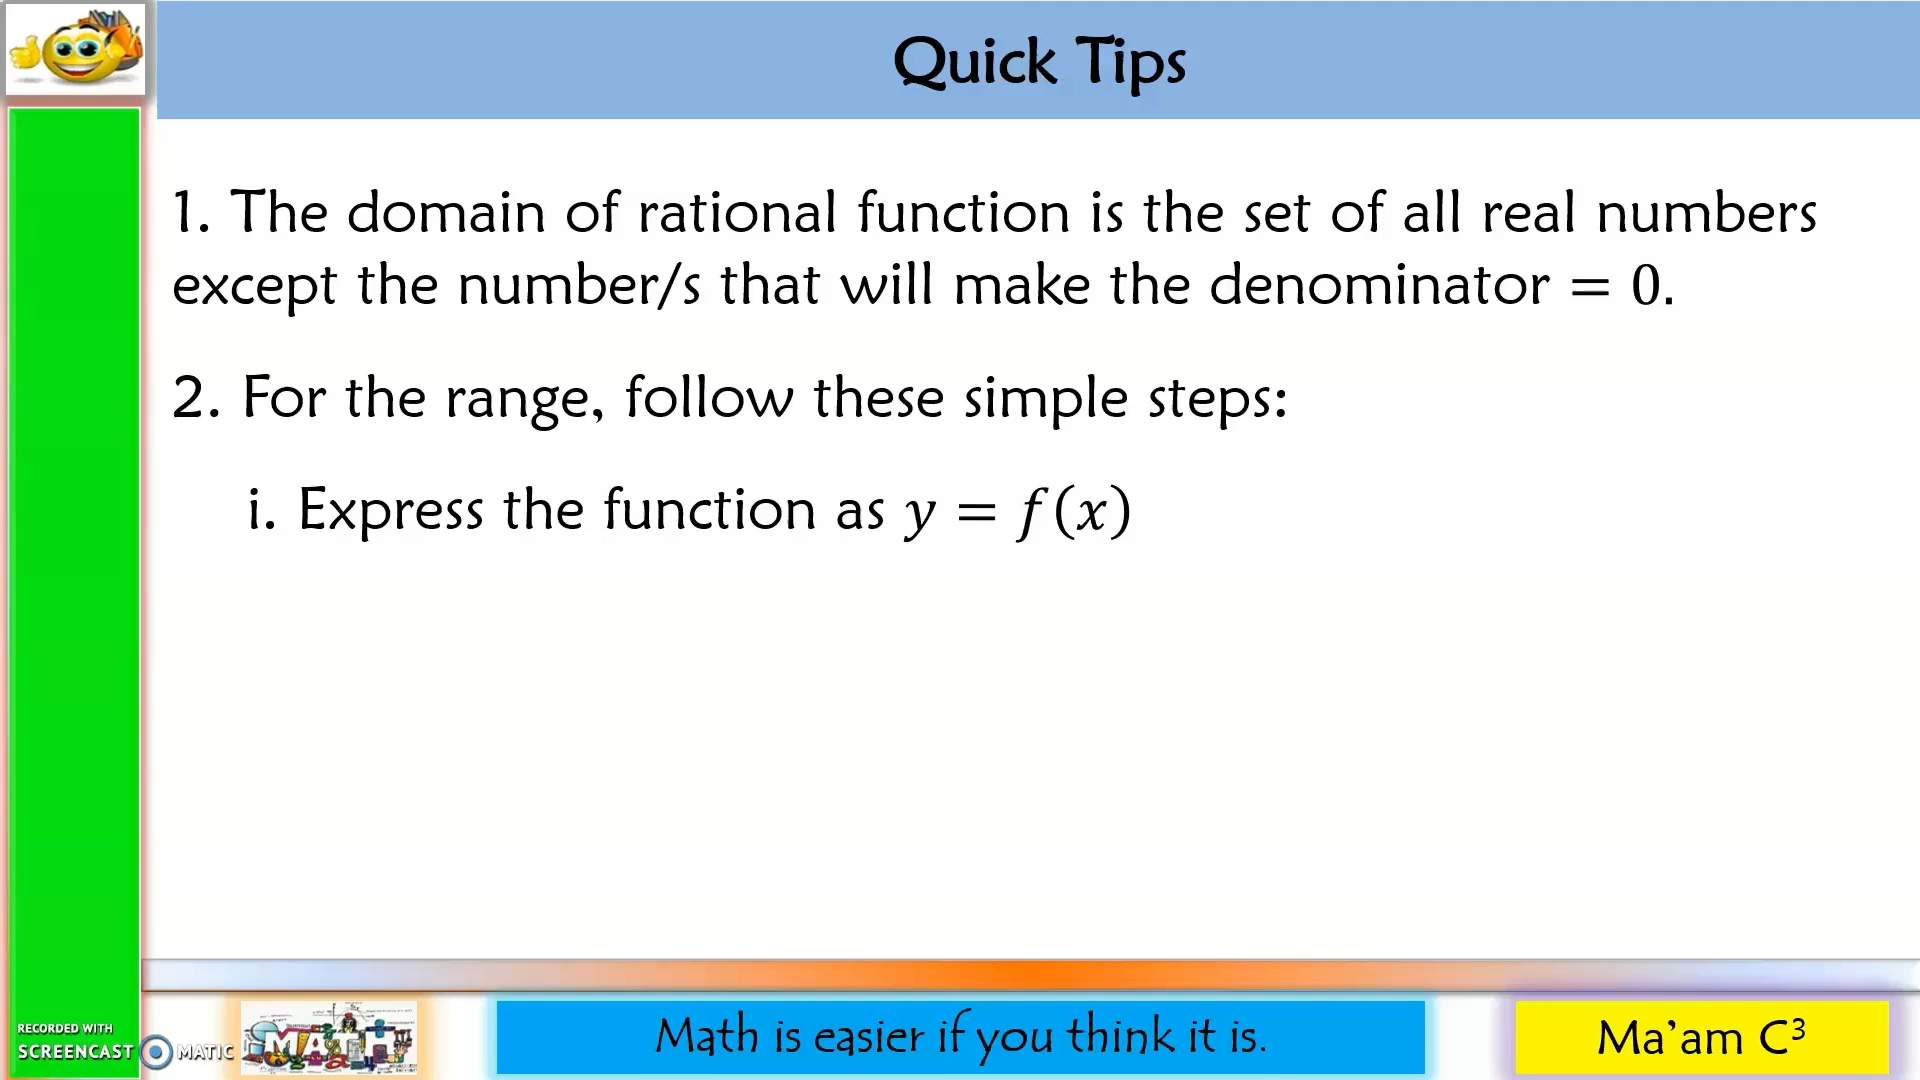 Quick Tips
1. The domain of rational function is the set of all real numbers
except the number/s that will make the denominator = 0.
2. For the range, follow these simple steps:
i. Express the function as y = f(x)
RECORDED WITH
SCREENCAST MATIC
MATH
Math is easier if you think it is.
Ma’am C³